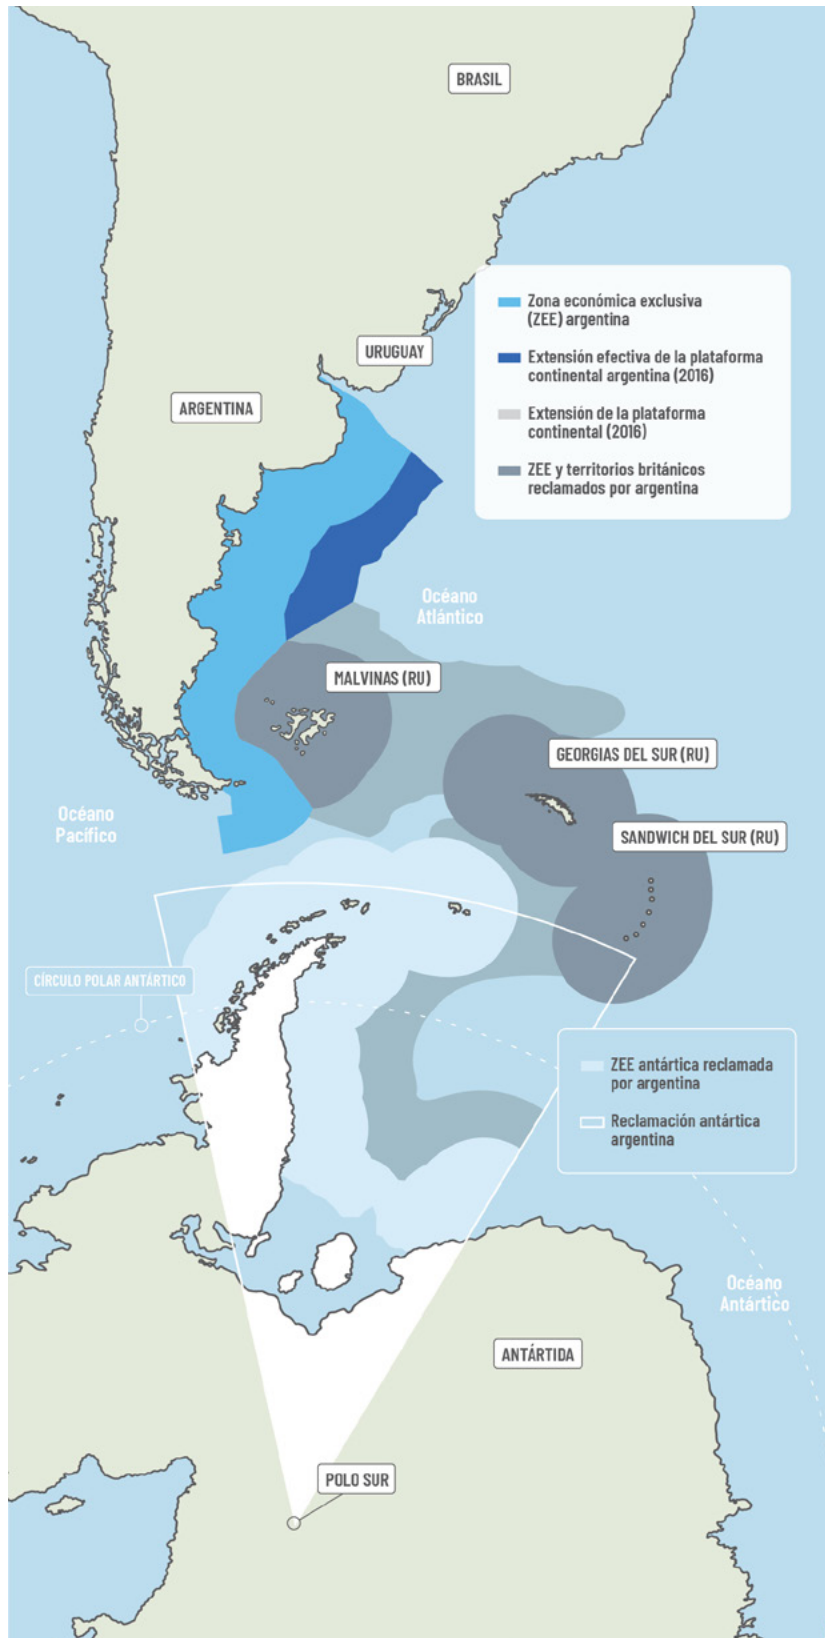 BRASIL
Zona económica exclusiva
(ZEE) argentina
URUGUAY
Extensión efectiva de la plataforma
continental argentina (2016)
ARGENTINA
Extensión de la plataforma
continental (2016)
ZEE y territorios británicos
reclamados por argentina
Océano
Atlántico
MALVINAS (RU)
GEORGIAS DEL SUR (RU)
Océano
Pacífico
SANDWICH DEL SUR (RU)
CÍRCULO POLAR ANTÁRTICO
ZEE antártica reclamada
por argentina
Reclamación antártica
argentina
Océano
Antártico
ANTÁRTIDA
POLO SUR